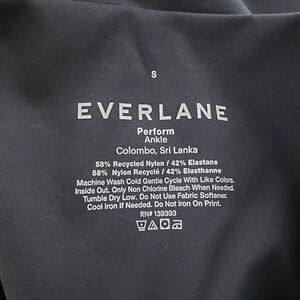 S
EVERLANE
Perform
Ankle
Colombo, Sri Lanka
58% Recycled Nylon / 42% Elastane
58% Nylon Recyclé / 42% Élasthanne
Machine Wash Cold Gentle Cycle With Like Colors.
Inside Out. Only Non Chlorine Bleach When Needed.
Tumble Dry Low. Do Not Use Fabric Softener.
Cool Iron If Needed. Do Not Iron On Print.
RN# 139393